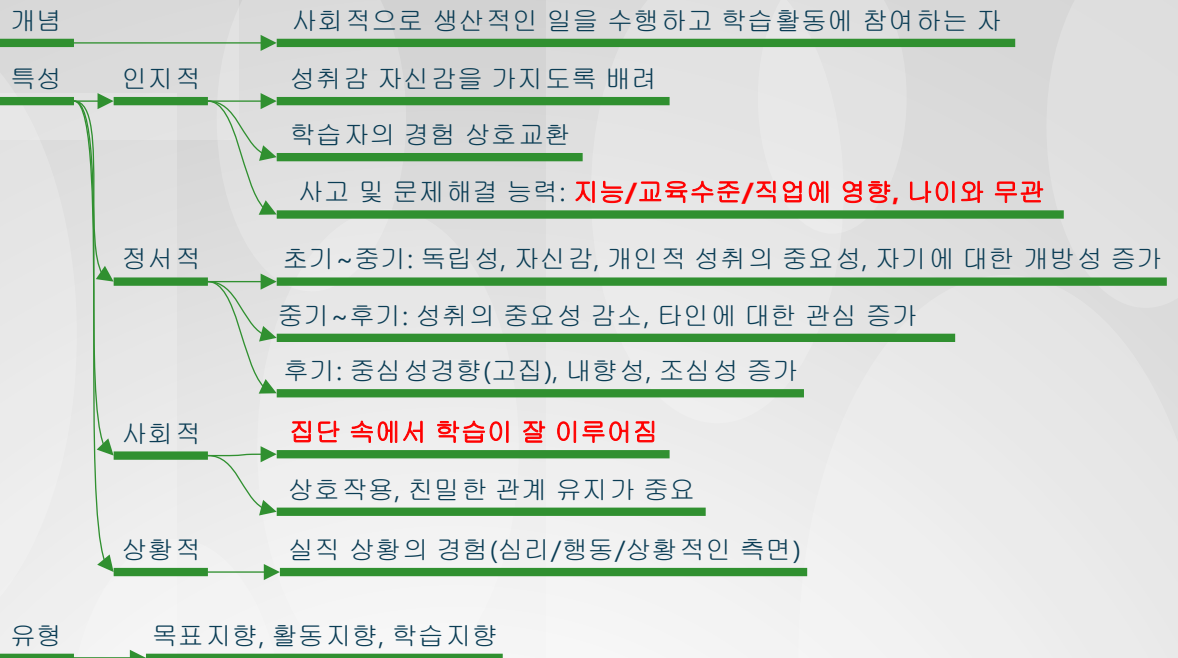 개념
사회적으로 생산적인 일을 수행하고 학습활동에 참여하는 자
특성
인지적
성취감 자신감을 가지도록 배려
학습자의 경험 상호교환
사고 및 문제해결 능력: 지능/교육수준/직업에 영향, 나이와 무관
정서적
초기~중기: 독립성, 자신감, 개인적 성취의 중요성, 자기에 대한 개방성 증가
중기~후기: 성취의 중요성 감소, 타인에 대한 관심 증가
후기: 중심성경향(고집), 내향성, 조심성 증가
사회적
집단 속에서 학습이 잘 이루어짐
상호작용, 친밀한 관계 유지가 중요
상황적
실직 상황의 경험(심리/행동/상황적인 측면)
유형
목표지향, 활동지향, 학습지향